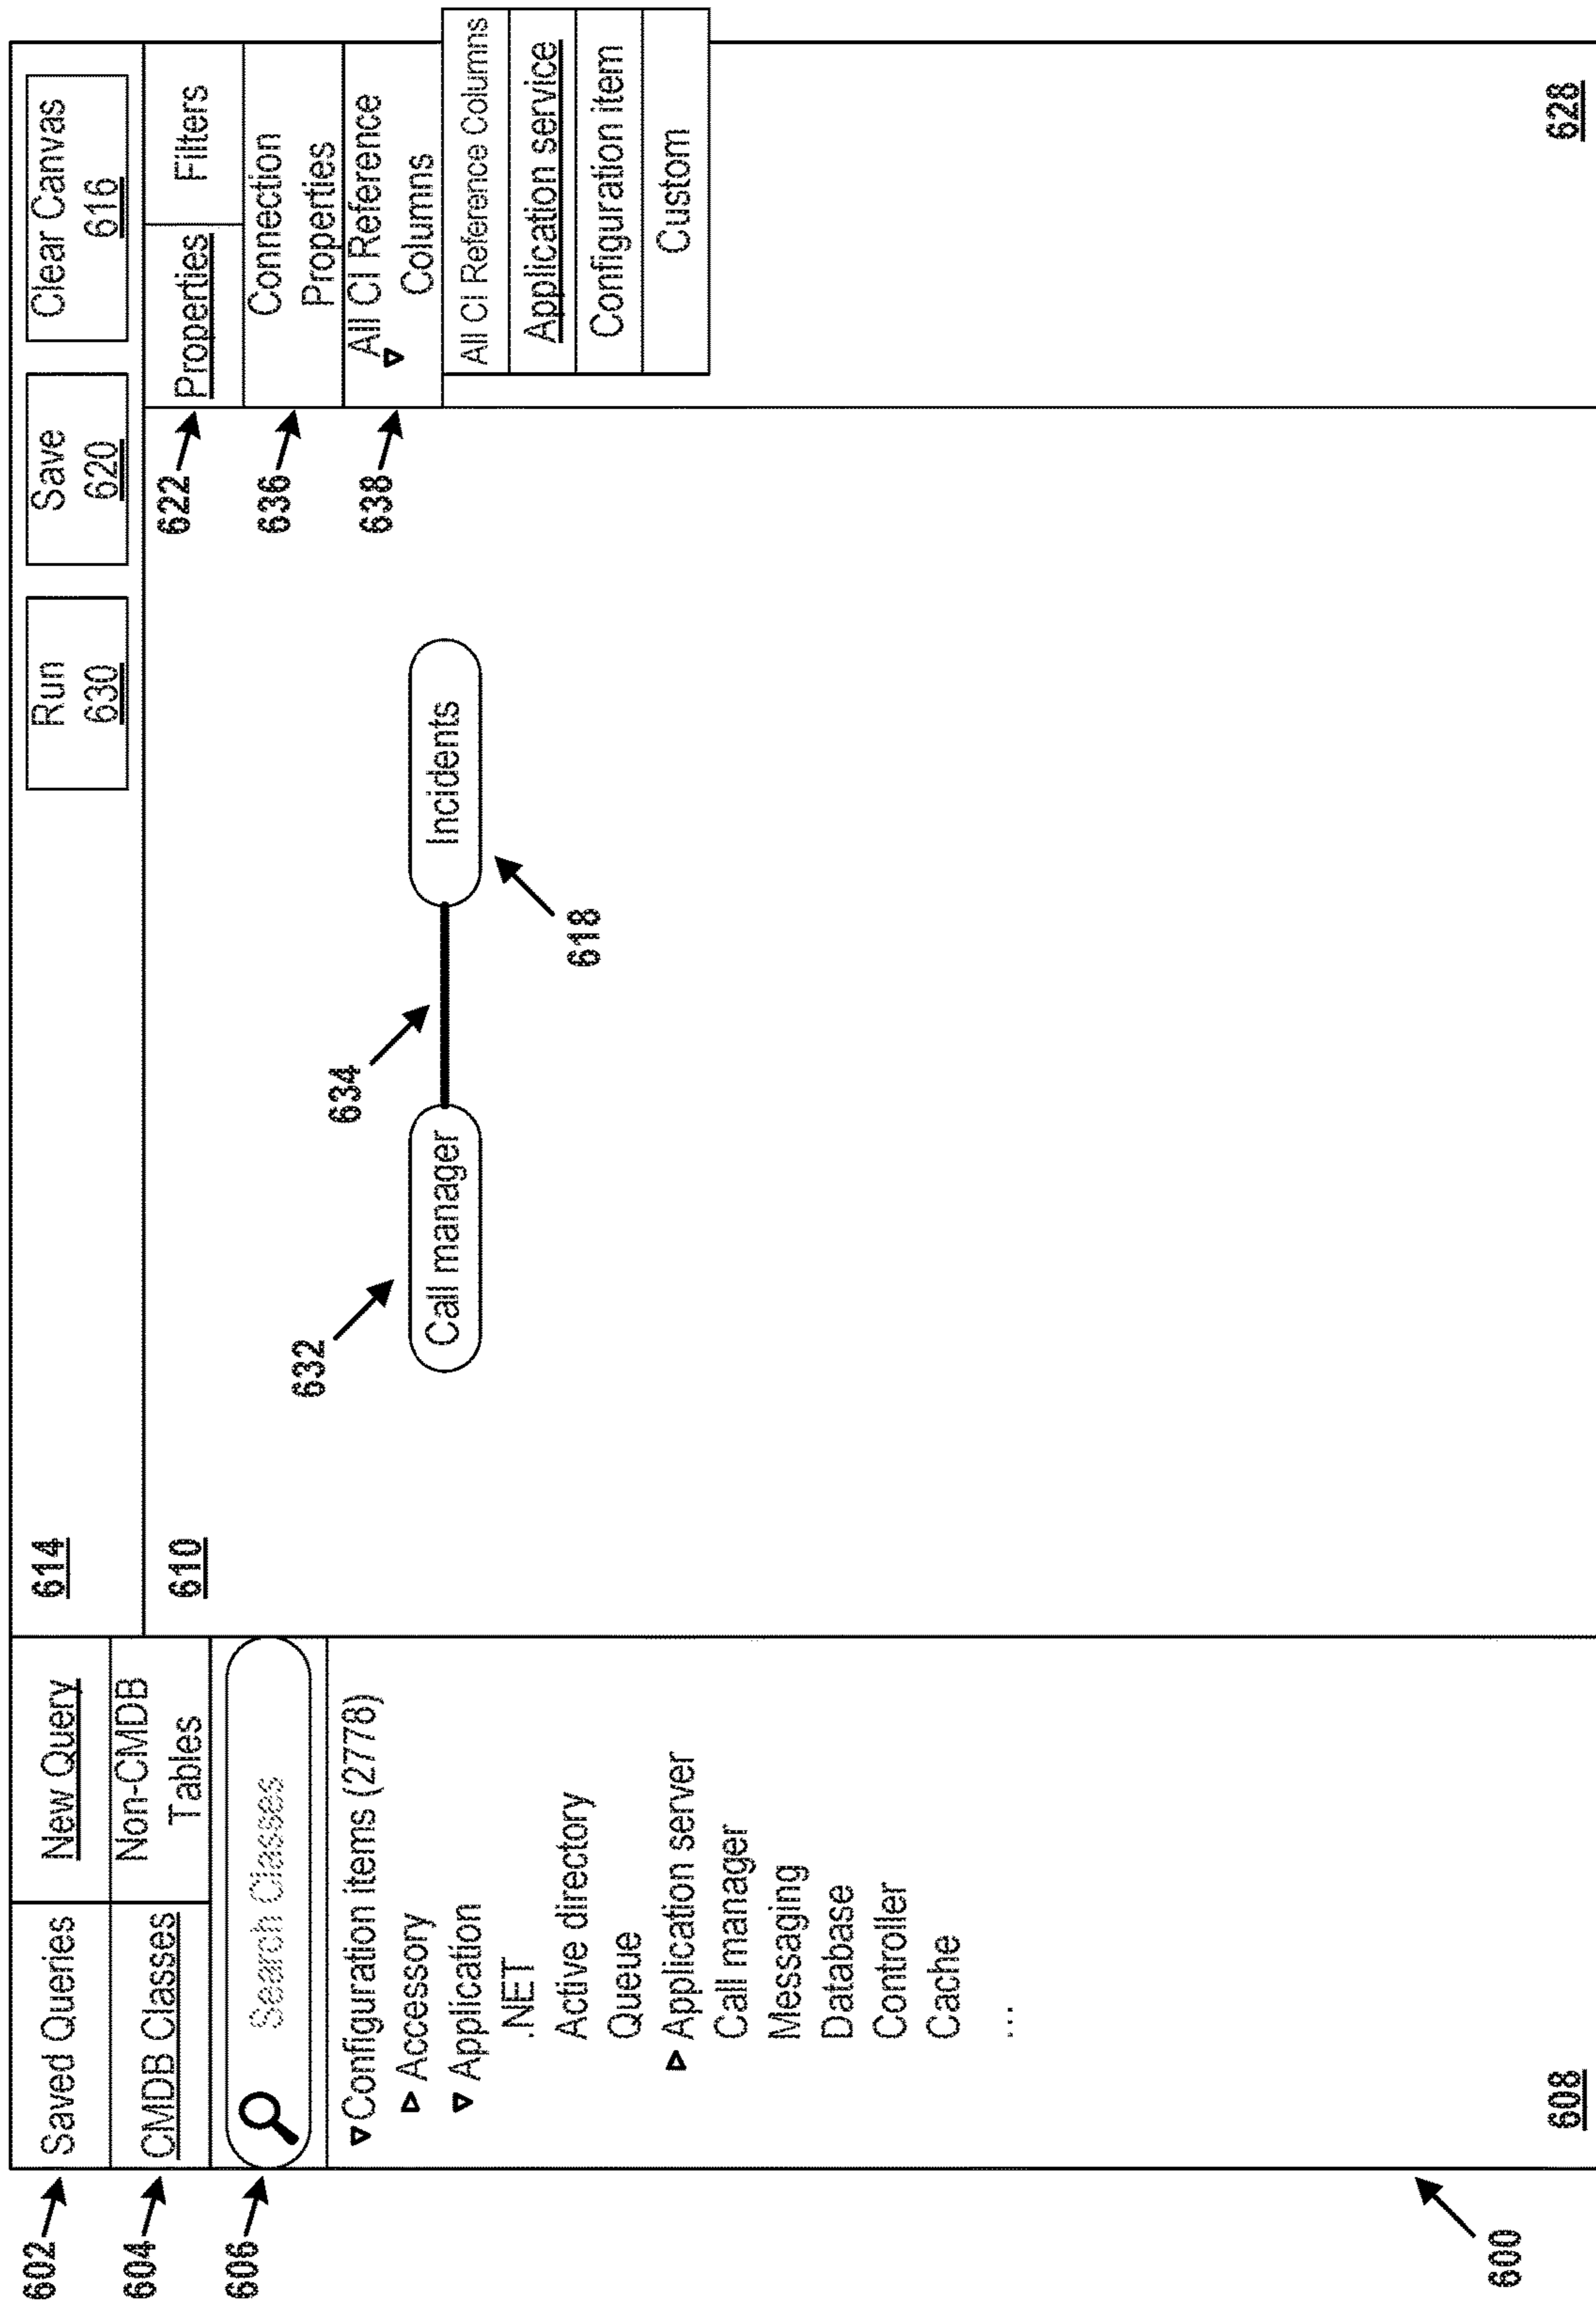 602
Saved Queries
New Query
614
Run
630
Save
620
Clear Canvas
616
604
CMDB Classes
Non-CMDB
Tables
610
622
Properties
Filters
606
Search Classes
636
Connection
Properties
▼Configuration items (2778)
▶ Accessory
▼ Application
.NET
Active directory
Queue
▶ Application server
Call manager
Messaging
Database
Controller
Cache
...
608
600
632
Call manager
634
Incidents
618
638
All CI Reference
▼
Columns
All CI Reference Columns
Application service
Configuration item
Custom
628